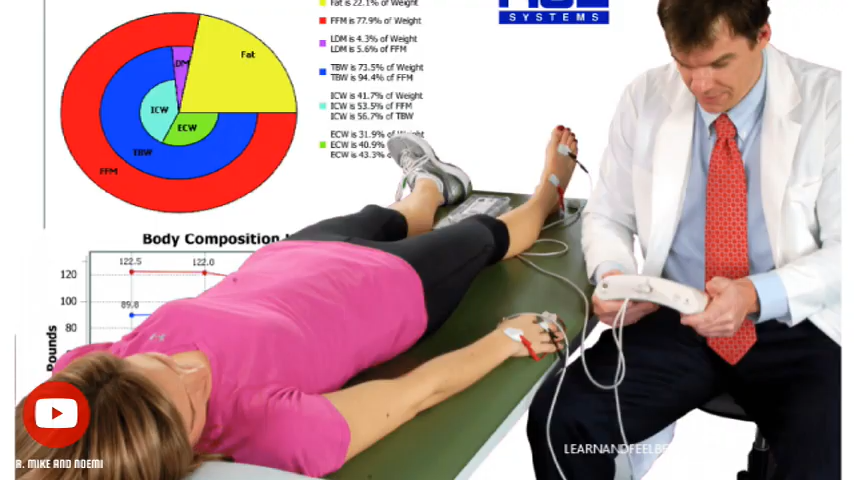 Fat is 22.1% of Weight
FFM is 77.9% of Weight
LDM is 4.3% of Weight
LDM is 5.6% of FFM
TBW is 73.5% of Weight
TBW is 94.4% of FFM
ICW is 41.7% of Weight
ICW is 53.5% of FFM
ICW is 56.7% of TBW
ECW is 31.9% of Weight
ECW is 40.9%
ECW is 43.3%
SYSTEMS
Fat
ICW
ECW
TBW
FFM
Body Composition
122.5
122.0
120
100
89.0
80
Pounds
LEARNANDFEELBE
R. MIKE AND NOEMI